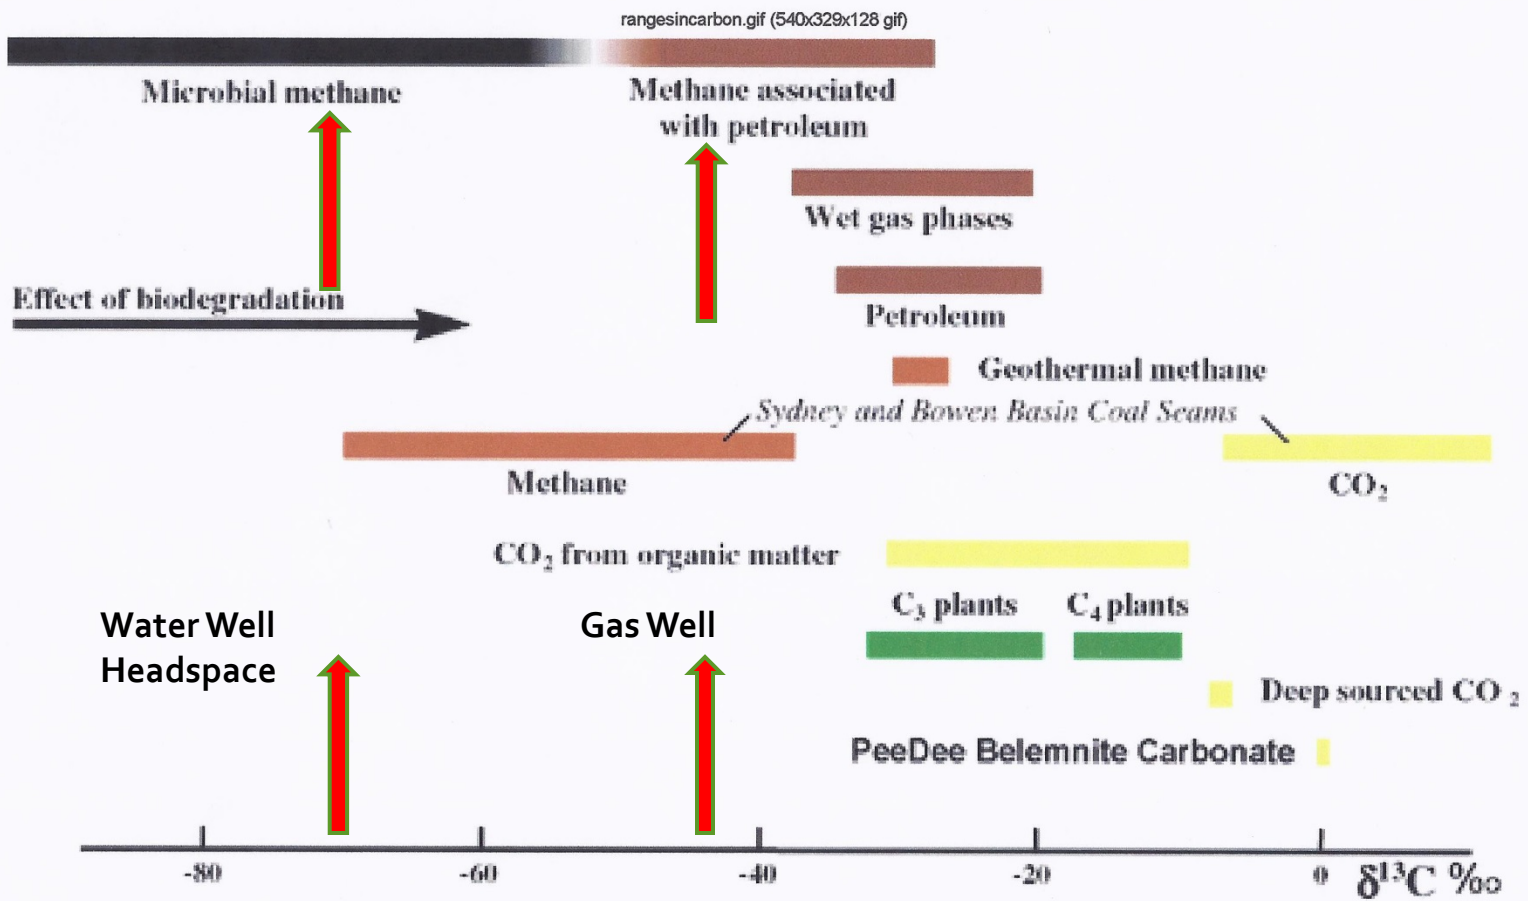 rangesincarbon.gif (540x329x128 gif)
Microbial methane
Methane associated
with petroleum
Wet gas phases
Effect of biodegradation
Petroleum
Geothermal methane
Sydney and Bowen Basin Coal Seams
Methane
CO₂
CO₂ from organic matter
C₃ plants
C₄ plants
Water Well
Headspace
Gas Well
Deep sourced CO ₂
PeeDee Belemnite Carbonate
-80
-60
-40
-20
0
δ¹³C ‰